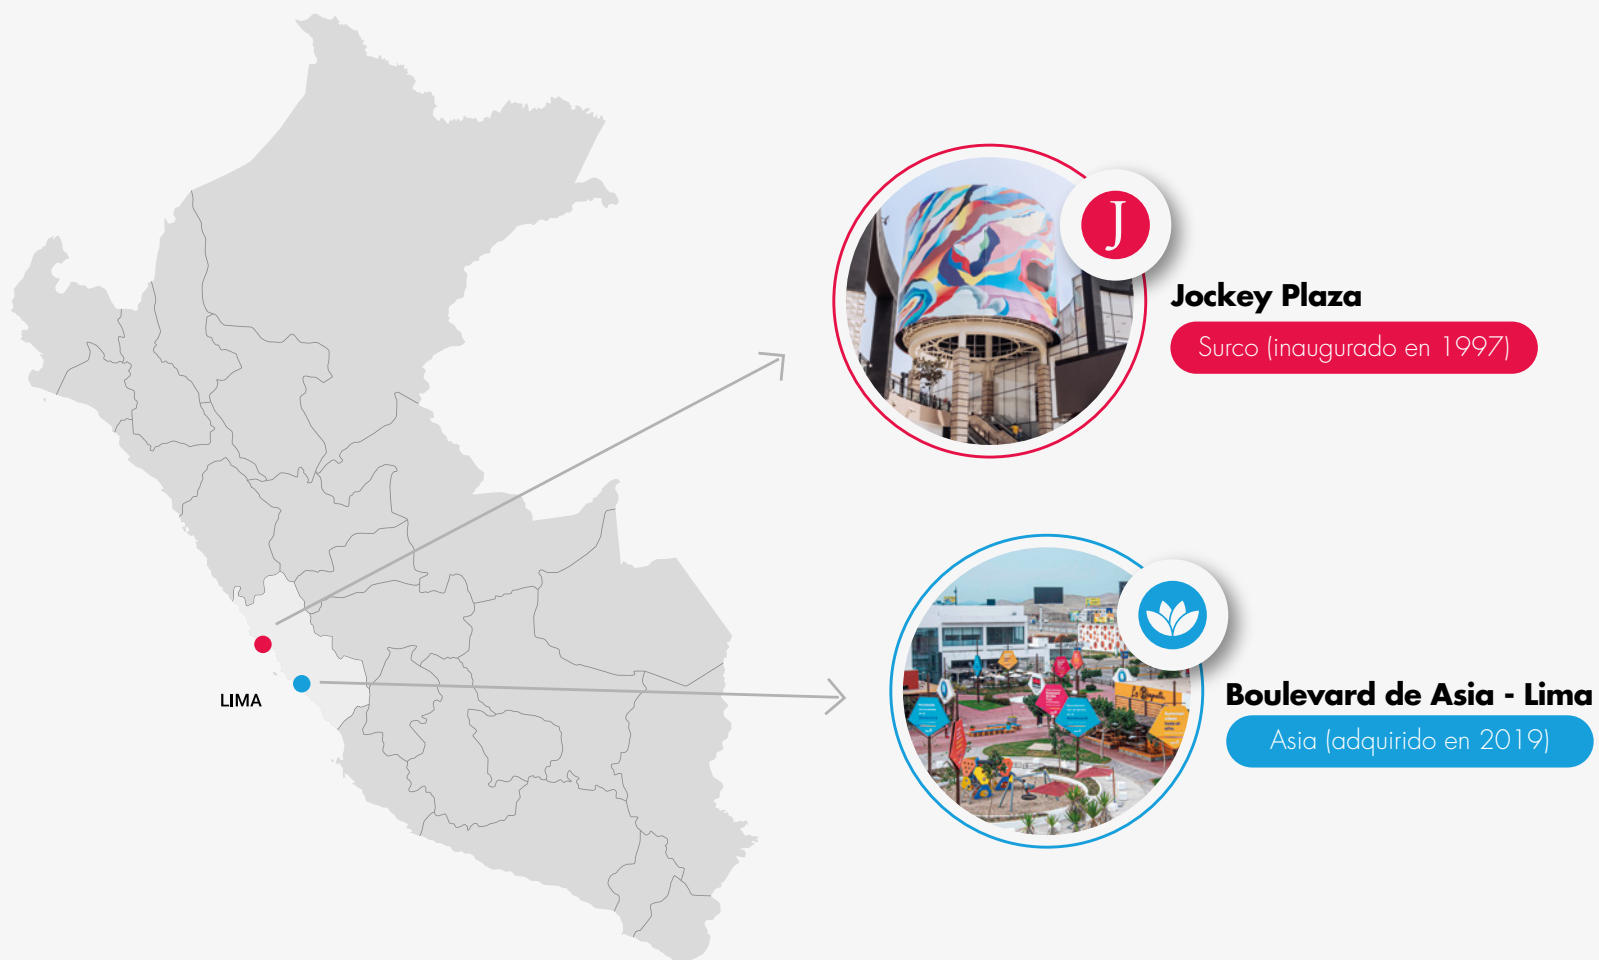 J
Jockey Plaza
Surco (inaugurado en 1997)
LIMA
Boulevard de Asia - Lima
Asia (adquirido en 2019)